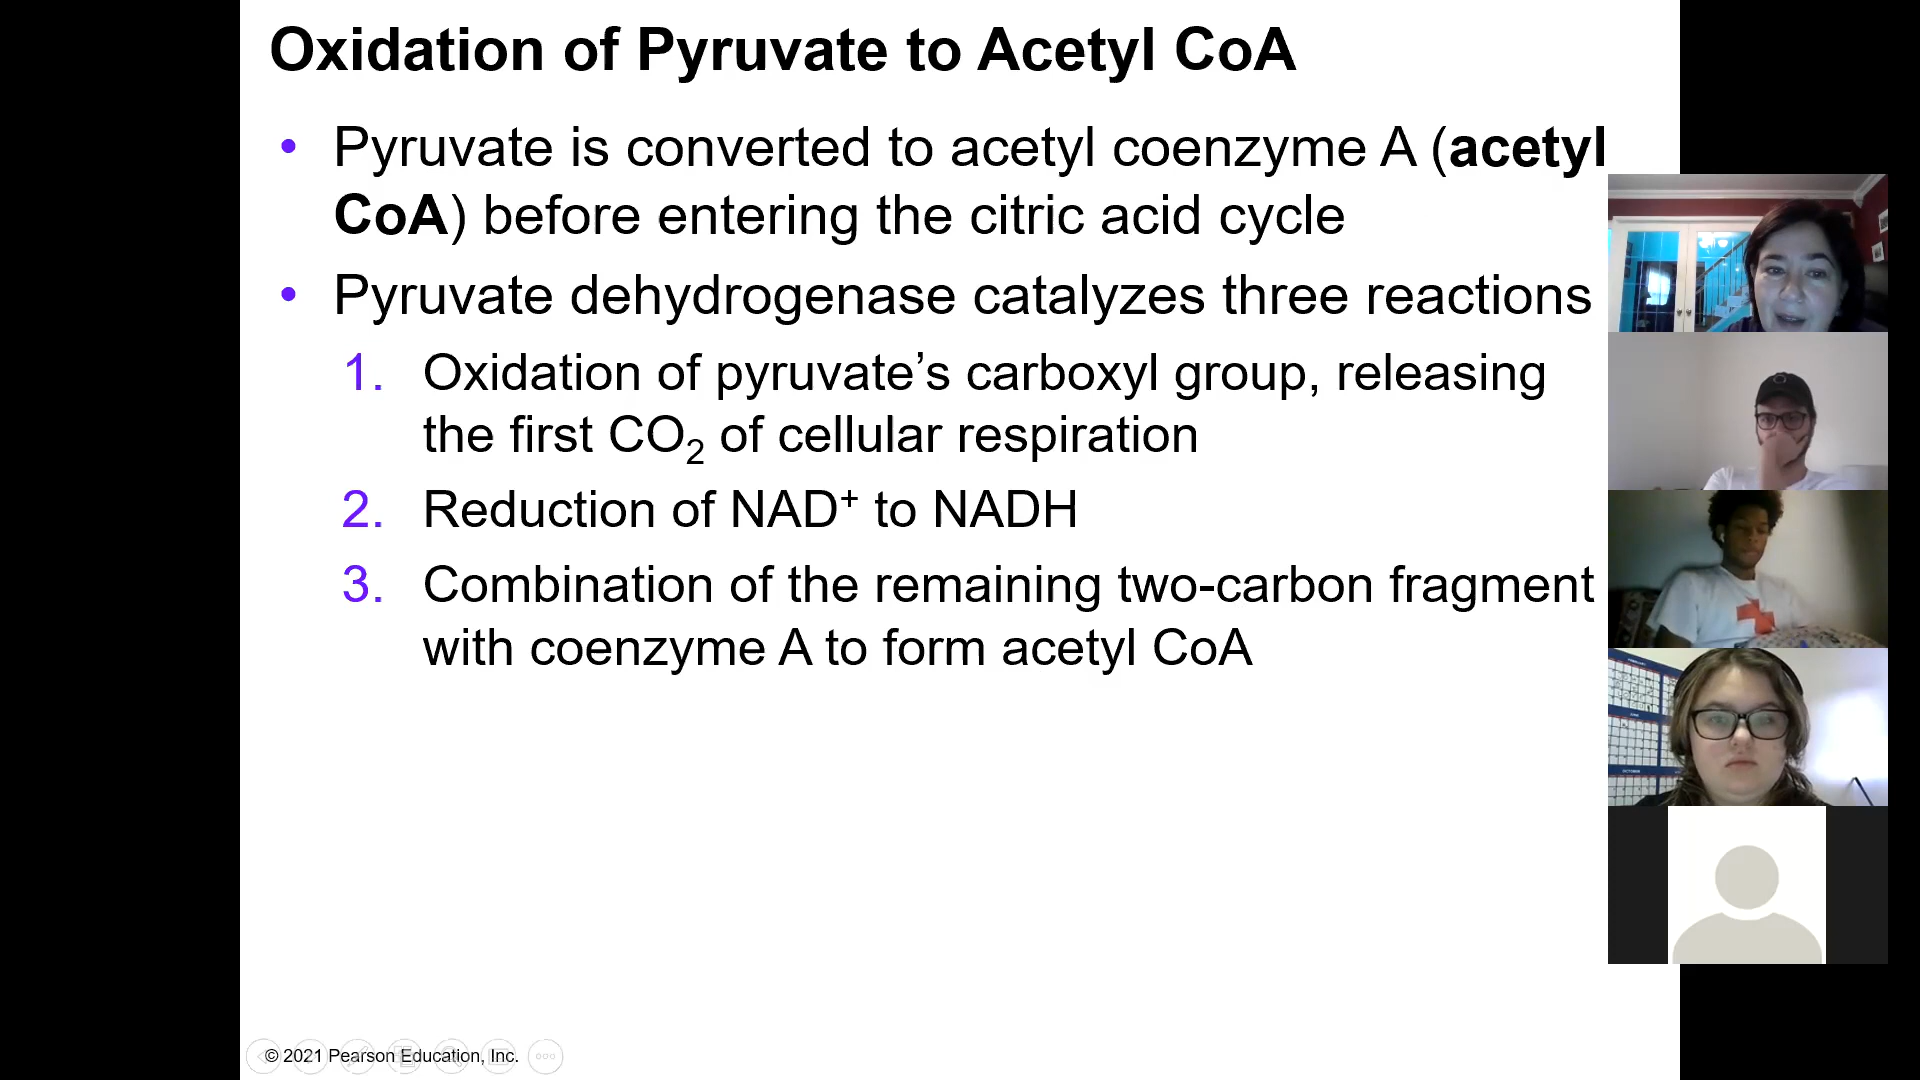 Oxidation of Pyruvate to Acetyl CoA
• Pyruvate is converted to acetyl coenzyme A (acetyl
CoA) before entering the citric acid cycle
• Pyruvate dehydrogenase catalyzes three reactions
1. Oxidation of pyruvate’s carboxyl group, releasing
the first CO₂ of cellular respiration
2. Reduction of NAD⁺ to NADH
3. Combination of the remaining two-carbon fragment
with coenzyme A to form acetyl CoA
© 2021 Pearson Education, Inc.